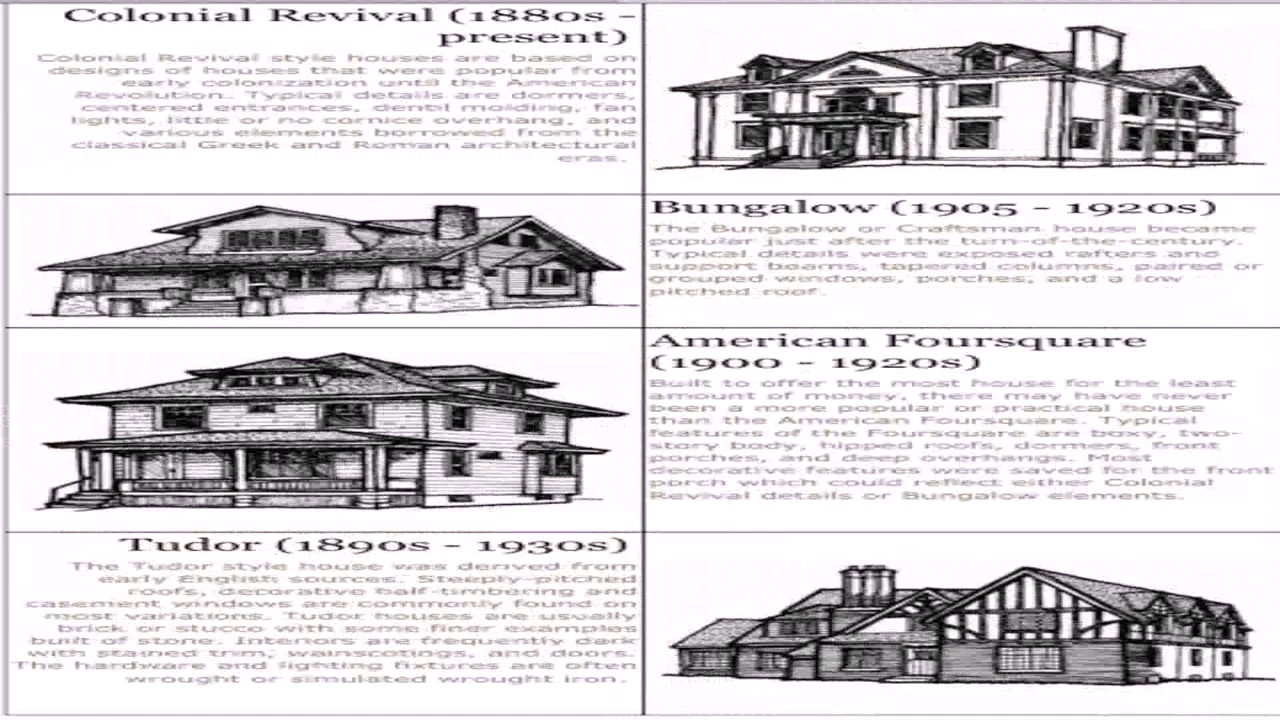 Colonial Revival (1880s -
present)
Colonial Revival style houses are based on
designs of houses that were popular from
early colonization until the American
Revolution. Typical details are dormers,
centered entrances, dentil molding, fan
lights, little or no cornice overhang, and
various elements borrowed from the
classical Greek and Roman architectural
eras.
Bungalow (1905 - 1920s)
The Bungalow or Craftsman house became
popular just after the turn-of-the-century.
Typical details were exposed rafters and
support beams, tapered columns, paired or
grouped windows, porches, and a low
pitched roof.
American Foursquare
(1900 - 1920s)
Built to offer the most house for the least
amount of money, there may have never
been a more popular or practical house
than the American Foursquare. Typical
features of the Foursquare are boxy, two-
story body, hipped roofs, dormers, front
porches, and deep overhangs. Most
decorative features were saved for the front
porch which could reflect either Colonial
Revival details or Bungalow elements.
Tudor (1890s - 1930s)
The Tudor style house was derived from
early English sources. Steeply-pitched
roofs, decorative half-timbering and
casement windows are commonly found on
most variations. Tudor houses are usually
brick or stucco with some finer examples
built of stone. Interiors are frequently dark
with stained trim, wainscotings, and doors.
The hardware and lighting fixtures are often
wrought or simulated wrought iron.